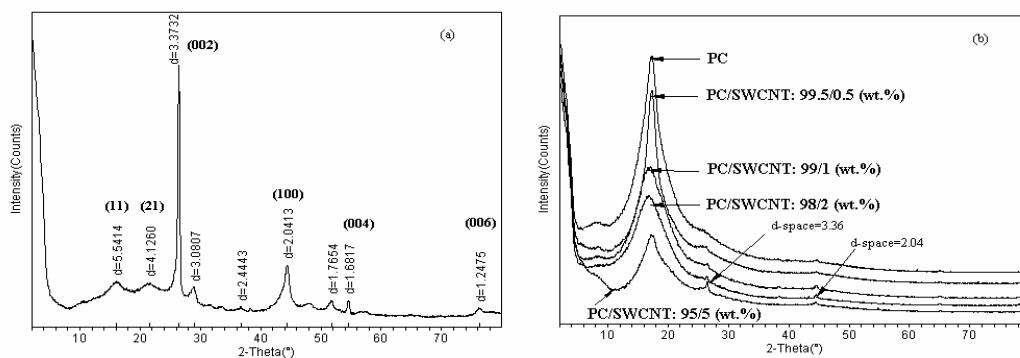 (a)
Intensity(Counts)
d=5.5414
(11)
d=4.1260
(21)
d=3.3732
(002)
d=3.0807
d=2.4443
d=2.0413
(100)
d=1.7654
d=1.6817
(004)
d=1.2475
(006)
10 20 30 40 50 60 70
2-Theta(°)
(b)
Intensity(Counts)
PC
PC/SWCNT: 99.5/0.5 (wt.%)
PC/SWCNT: 99/1 (wt.%)
PC/SWCNT: 98/2 (wt.%)
d-space=3.36
d-space=2.04
PC/SWCNT: 95/5 (wt.%)
10 20 30 40 50 60 70
2-Theta(°)